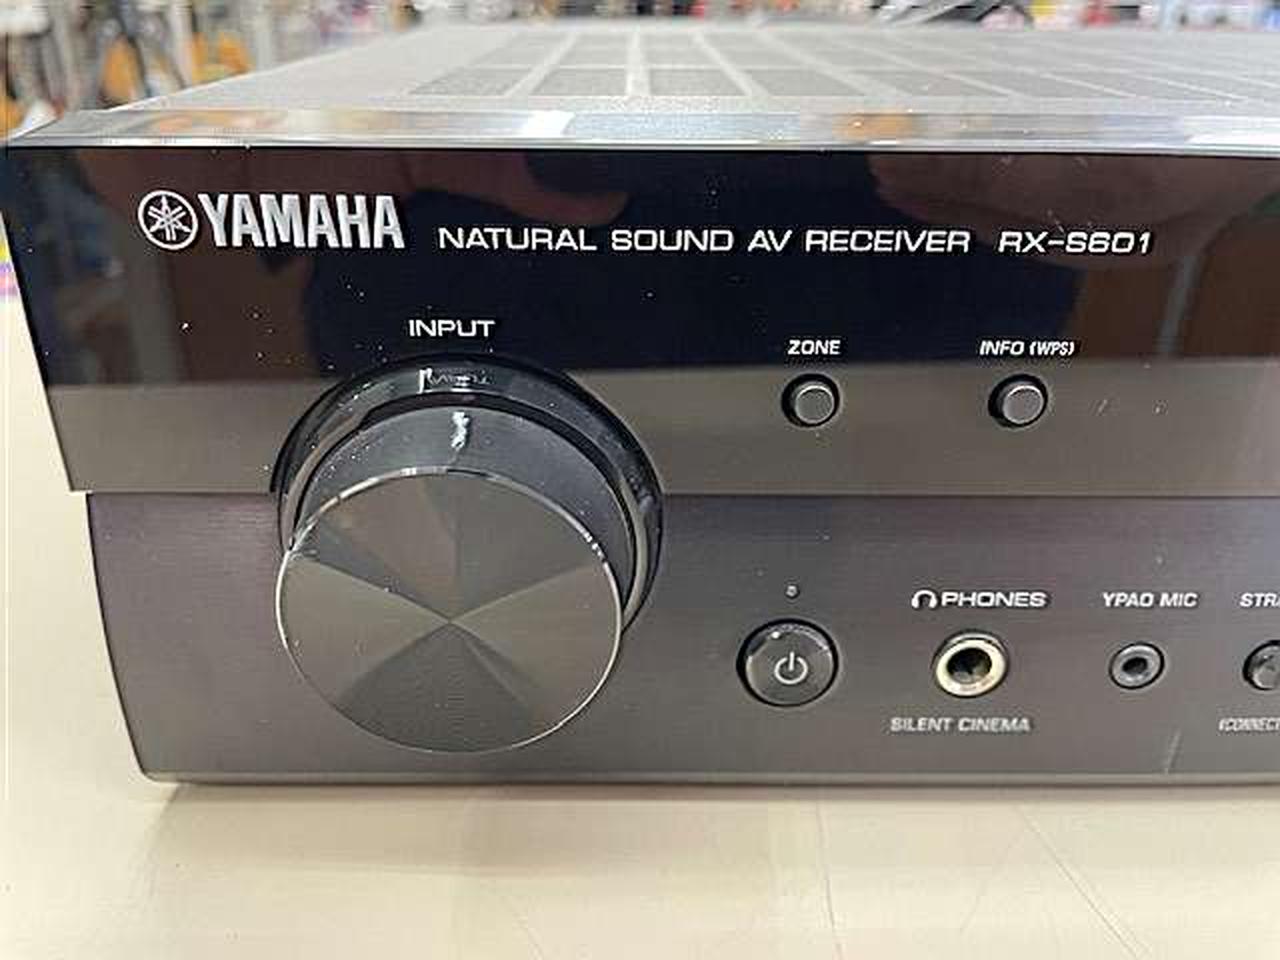 YAMAHA NATURAL SOUND AV RECEIVER RX-S601
INPUT
ZONE
INFO (WPS)
PHONES
YPAO MIC
SILENT CINEMA